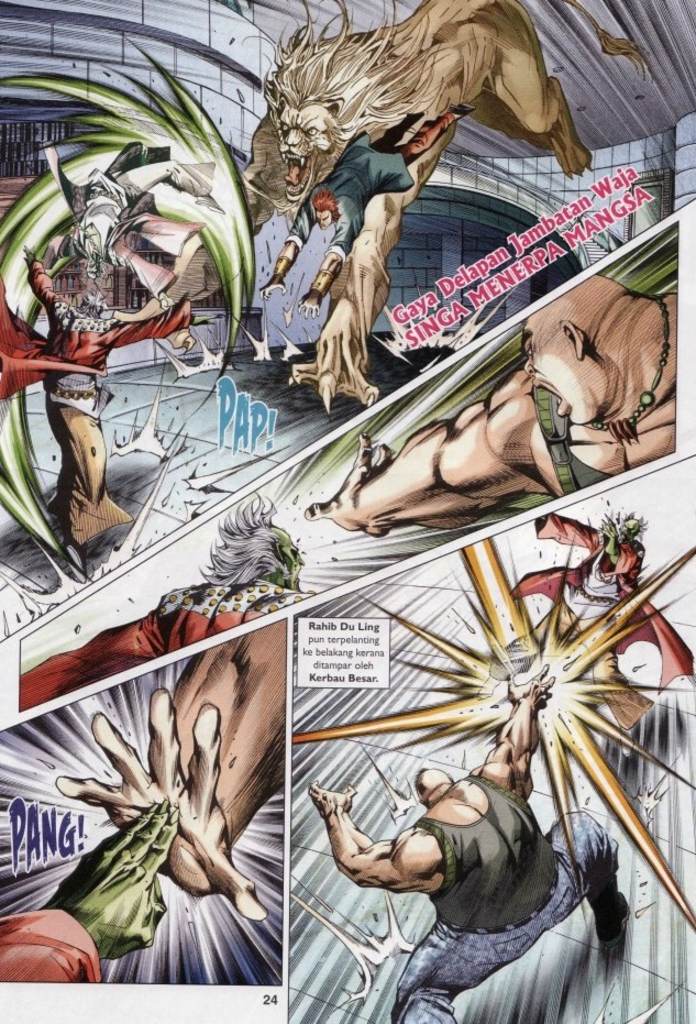 Gaya Delapan Jambatan Waja
SINGA MENERPA MANGSA
PAP!
Rahib Du Ling
pun terpelanting
ke belakang kerana
ditampar oleh
Kerbau Besar.
PANG!
24